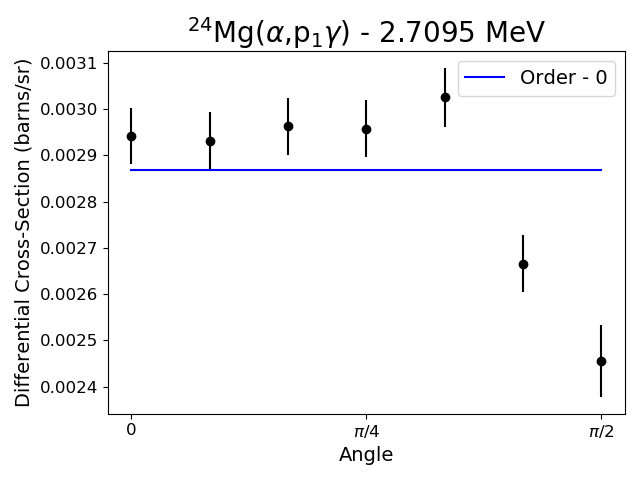 ²⁴Mg(α,p₁γ) - 2.7095 MeV
Order - 0
Differential Cross-Section (barns/sr)
0.0031
0.0030
0.0029
0.0028
0.0027
0.0026
0.0025
0.0024
0
π/4
π/2
Angle